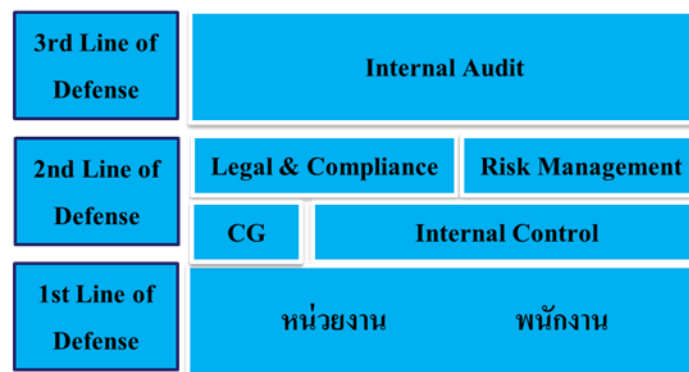 3rd Line of
Defense
Internal Audit
2nd Line of
Defense
Legal & Compliance
Risk Management
CG
Internal Control
1st Line of
Defense
หน่วยงาน
พนักงาน